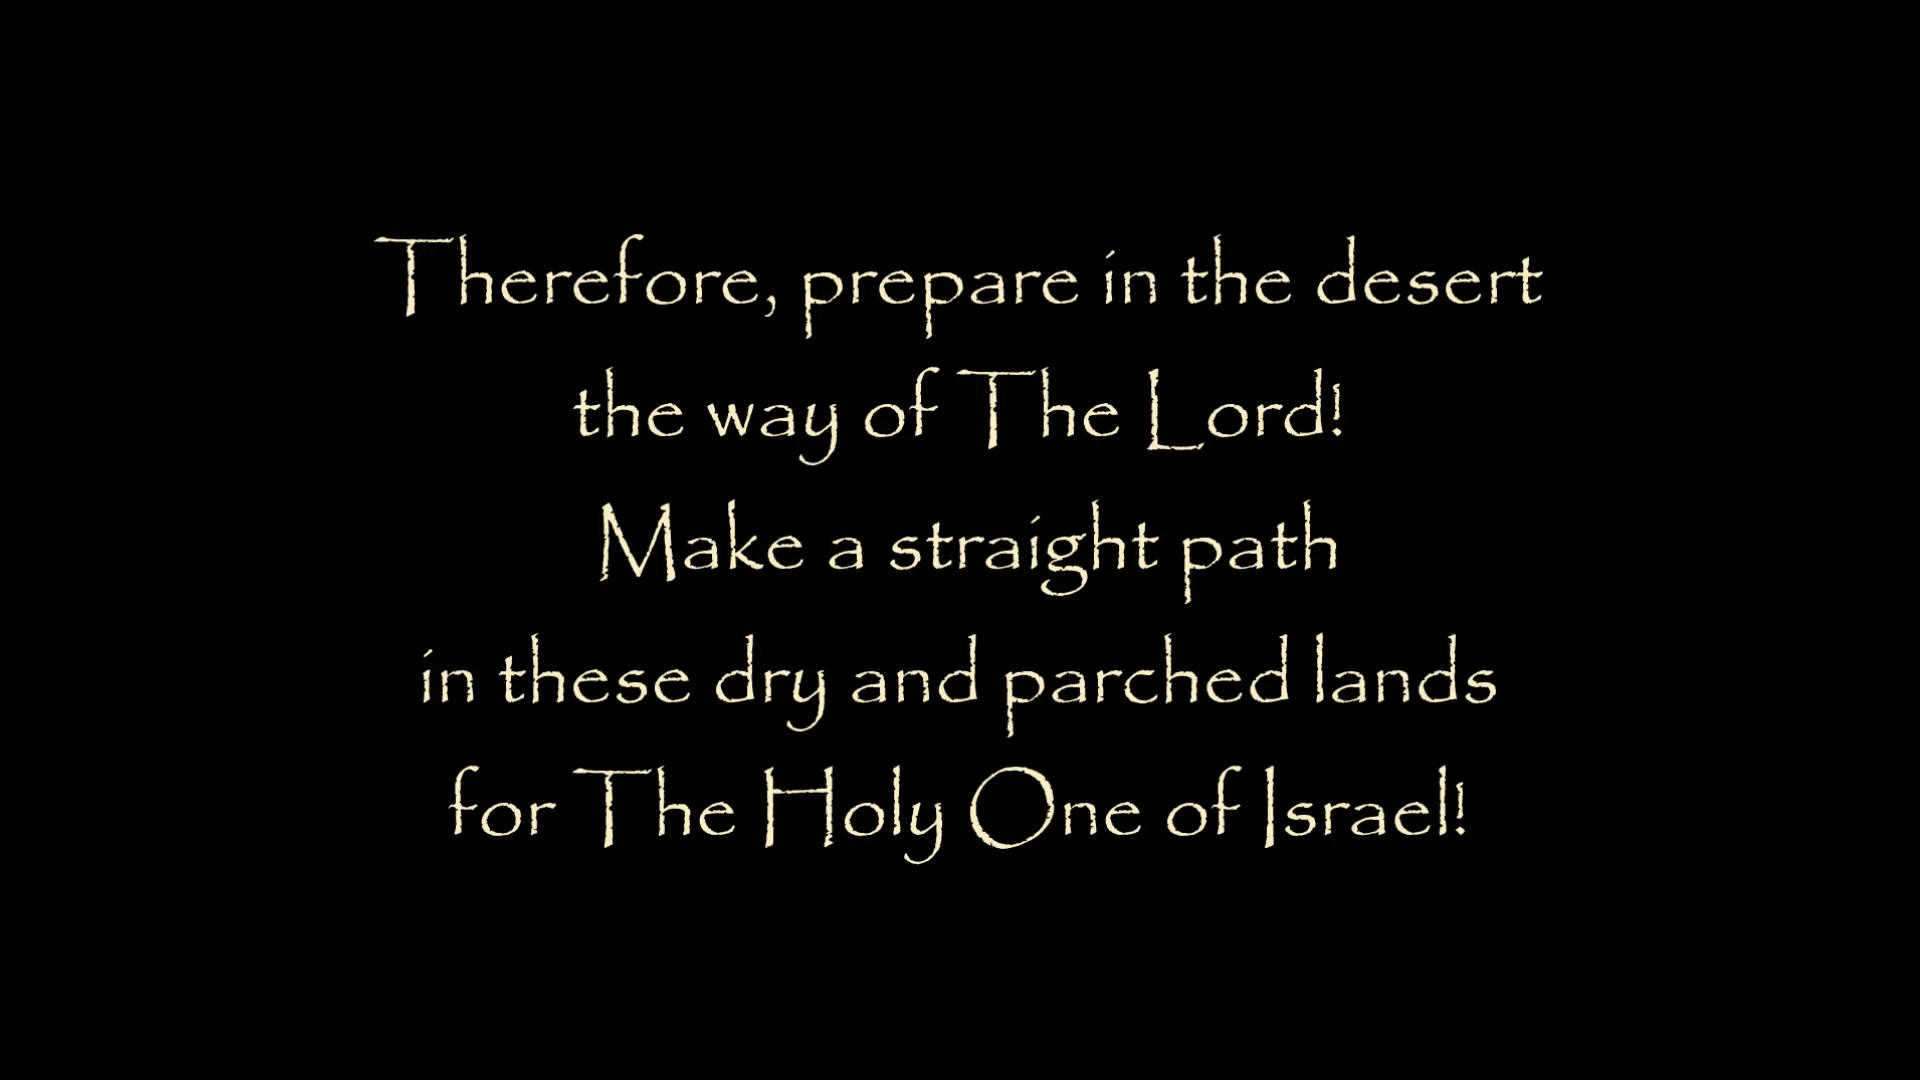 Therefore, prepare in the desert
the way of The Lord!
Make a straight path
in these dry and parched lands
for The Holy One of Israel!